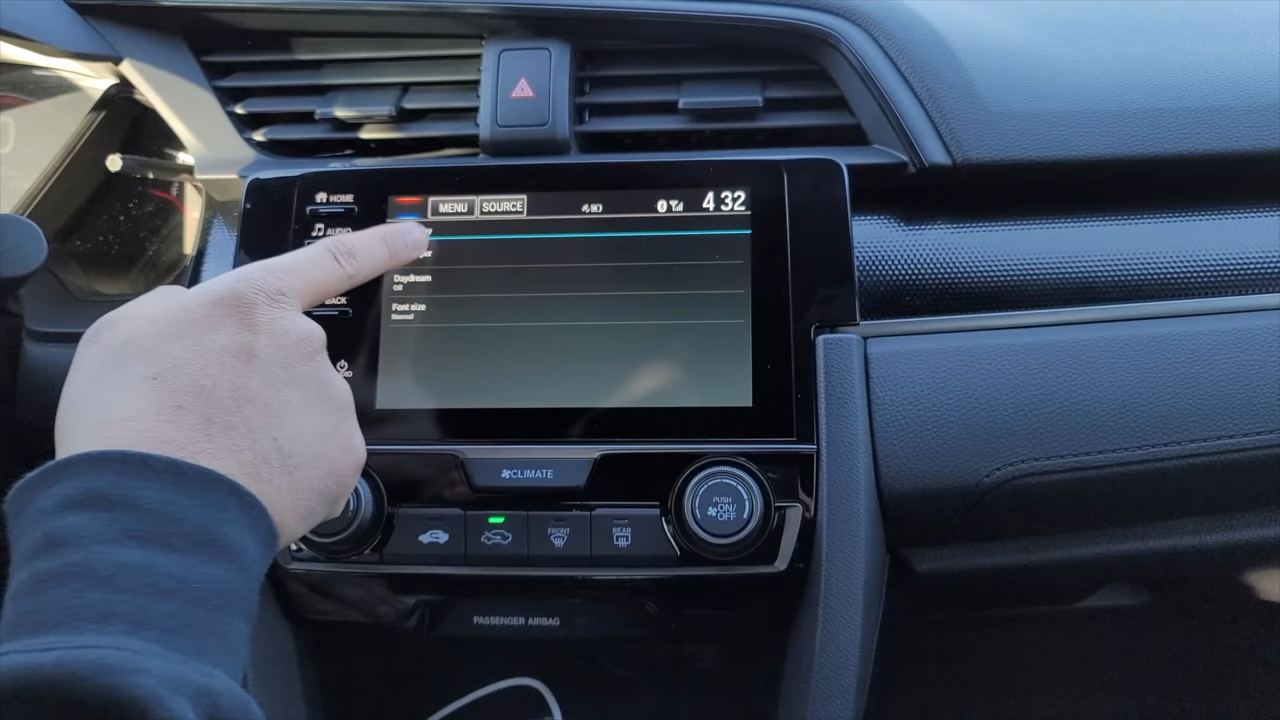 HOME
MENU
SOURCE
4 32
AUDIO
Daydream
Off
BACK
Font size
Normal
CLIMATE
PUSH
ON/
OFF
FRONT
REAR
PASSENGER AIRBAG